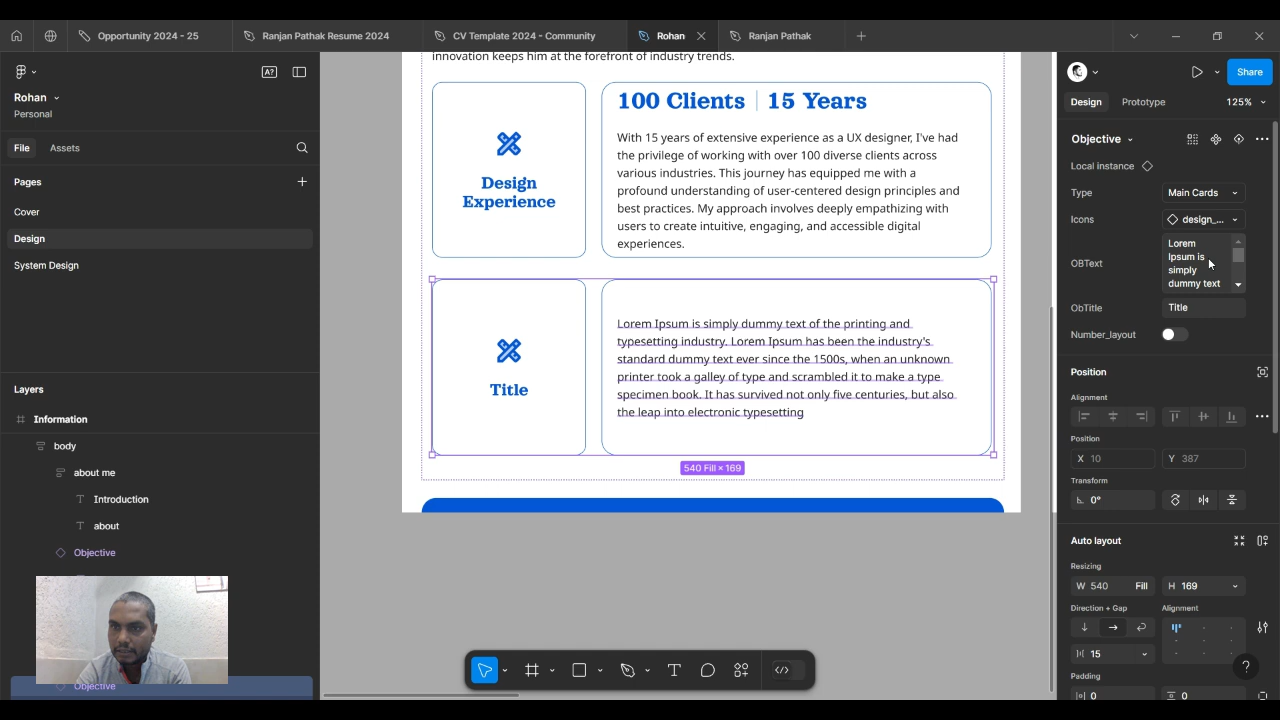 Opportunity 2024 - 25
Ranjan Pathak Resume 2024
CV Template 2024 - Community
Rohan
Ranjan Pathak
A?
Share
Rohan
Personal
File
Assets
Design
Prototype
125%
Pages
Cover
Design
System Design
innovation keeps him at the forefront of industry trends.
Design
Experience
100 Clients
15 Years
With 15 years of extensive experience as a UX designer, I've had
the privilege of working with over 100 diverse clients across
various industries. This journey has equipped me with a
profound understanding of user-centered design principles and
best practices. My approach involves deeply empathizing with
users to create intuitive, engaging, and accessible digital
experiences.
Title
Lorem Ipsum is simply dummy text of the printing and
typesetting industry. Lorem Ipsum has been the industry's
standard dummy text ever since the 1500s, when an unknown
printer took a galley of type and scrambled it to make a type
specimen book. It has survived not only five centuries, but also
the leap into electronic typesetting
540 Fill × 169
Objective
Local instance
Type
Main Cards
Icons
design_...
OBText
Lorem
Ipsum is
simply
dummy text
ObTitle
Title
Number_layout
Position
Alignment
Position
X 10
Y 387
Transform
0°
Auto layout
Resizing
W 540 Fill
H 169
Direction + Gap
Alignment
15
Padding
0
0
?
Layers
Information
body
about me
T Introduction
T about
Objective
Objective